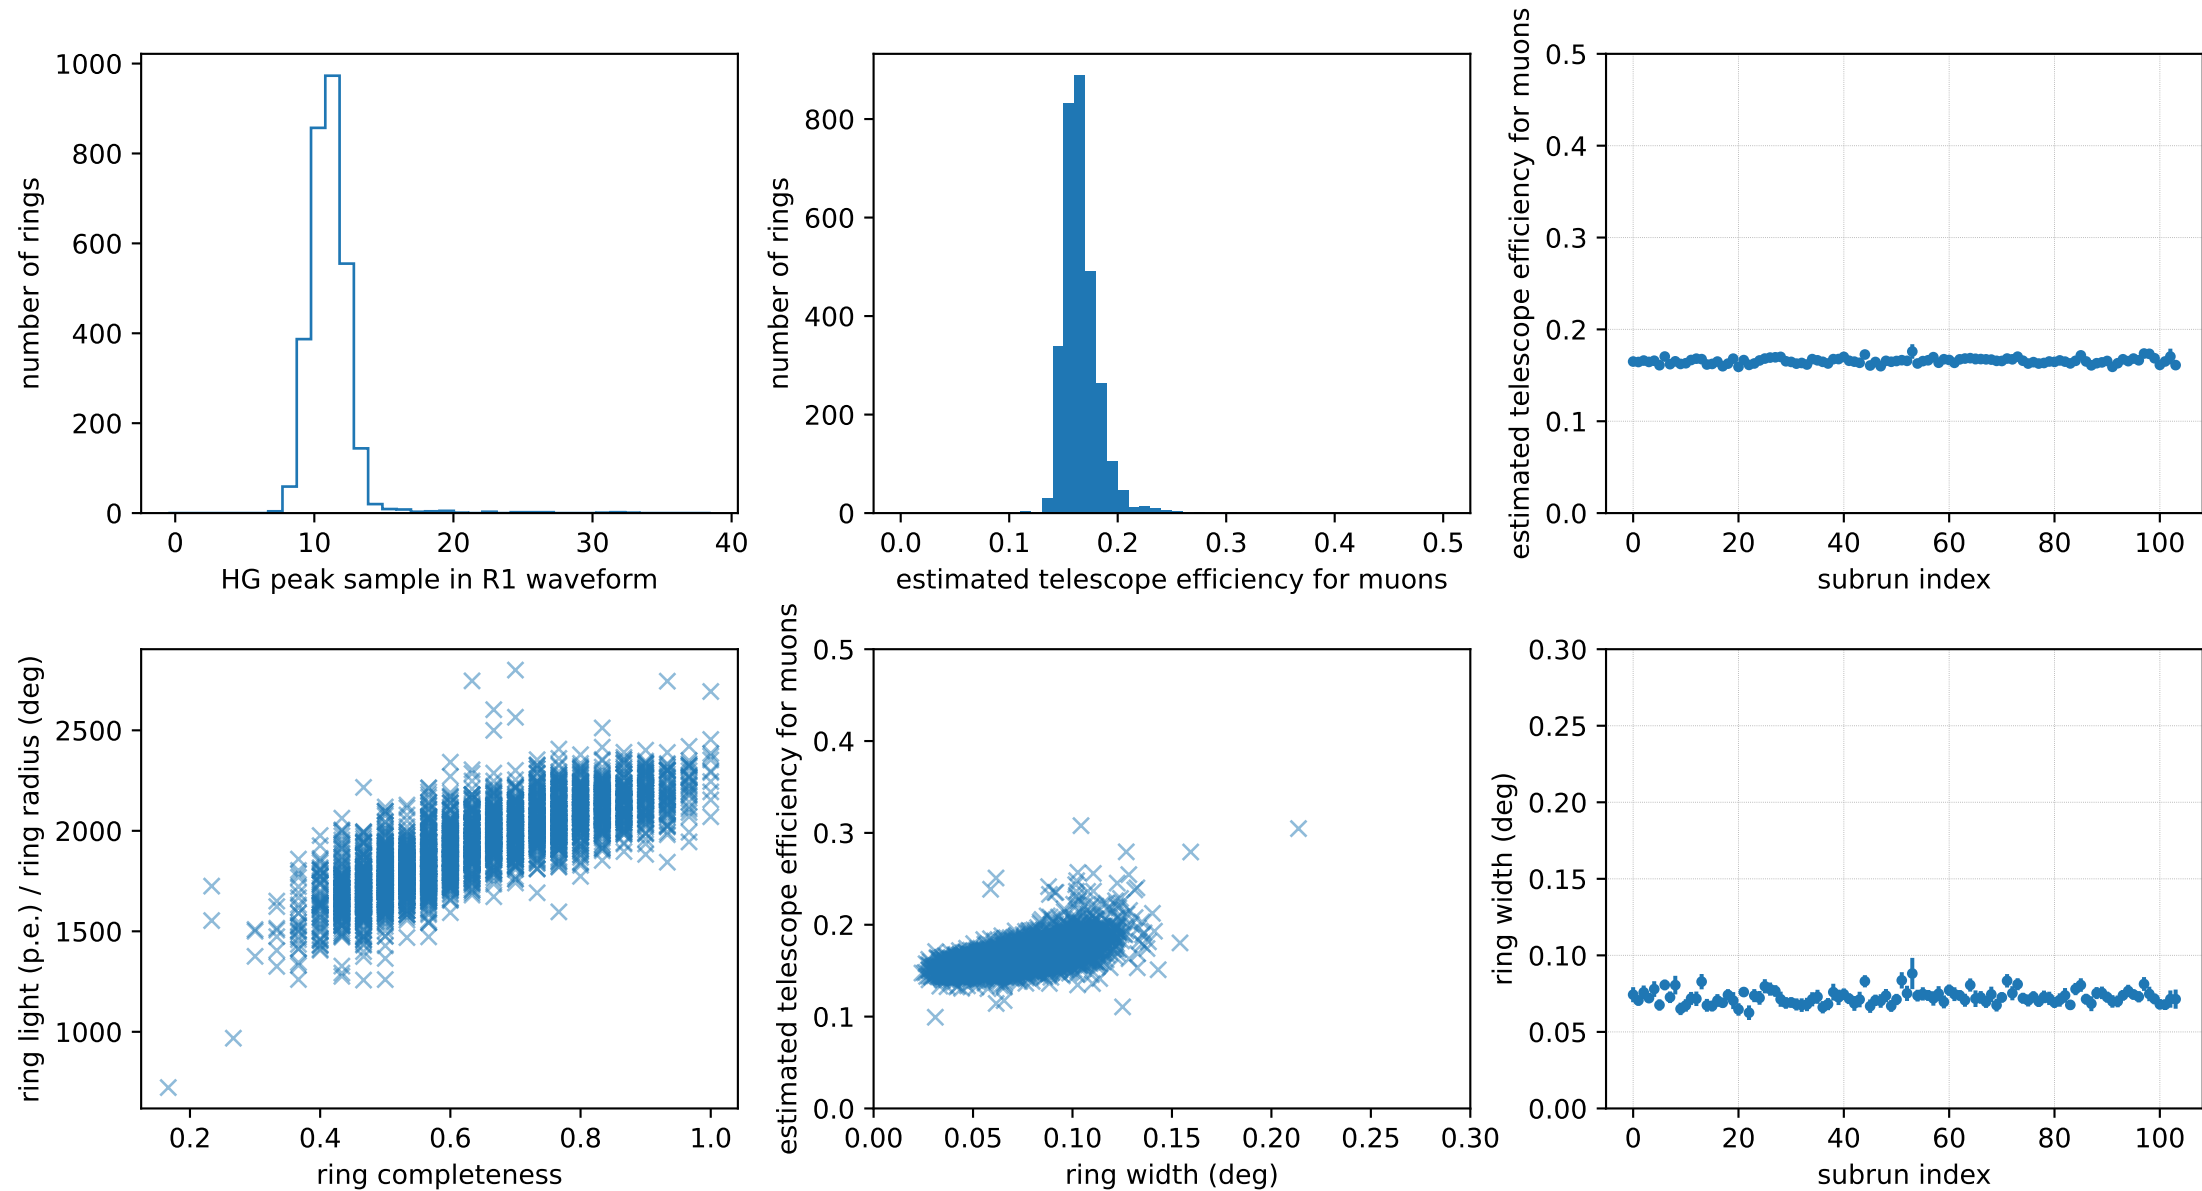 number of rings
1000
800
600
400
200
0
0 10 20 30 40
HG peak sample in R1 waveform
number of rings
800
600
400
200
0
0.0 0.1 0.2 0.3 0.4 0.5
estimated telescope efficiency for muons
estimated telescope efficiency for muons
0.5
0.4
0.3
0.2
0.1
0.0
0 20 40 60 80 100
subrun index
ring light (p.e.) / ring radius (deg)
2500
2000
1500
1000
0.2 0.4 0.6 0.8 1.0
ring completeness
estimated telescope efficiency for muons
0.5
0.4
0.3
0.2
0.1
0.0
0.00 0.05 0.10 0.15 0.20 0.25 0.30
ring width (deg)
ring width (deg)
0.30
0.25
0.20
0.15
0.10
0.05
0.00
0 20 40 60 80 100
subrun index